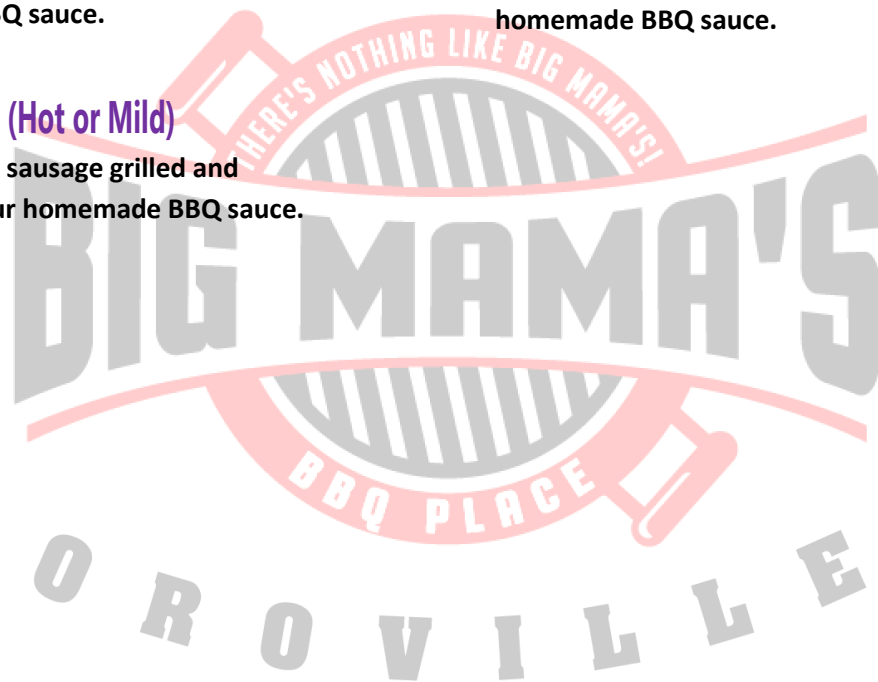 Q sauce.
homemade BBQ sauce.
(Hot or Mild)
sausage grilled and
ur homemade BBQ sauce.
THERE'S NOTHING LIKE BIG MAMA'S!
BIG MAMA'S
BBQ PLACE
OROVILLE